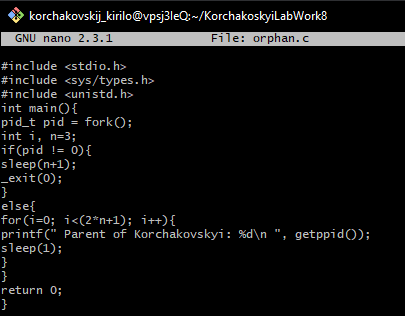 korchakovskij_kirilo@vpsj3leQ:~/KorchakoskyiLabWork8
GNU nano 2.3.1 File: orphan.c
#include <stdio.h>
#include <sys/types.h>
#include <unistd.h>
int main(){
pid_t pid = fork();
int i, n=3;
if(pid != 0){
sleep(n+1);
_exit(0);
}
else{
for(i=0; i<(2*n+1); i++){
printf(" Parent of Korchakovskyi: %d\n ", getppid());
sleep(1);
}
}
return 0;
}